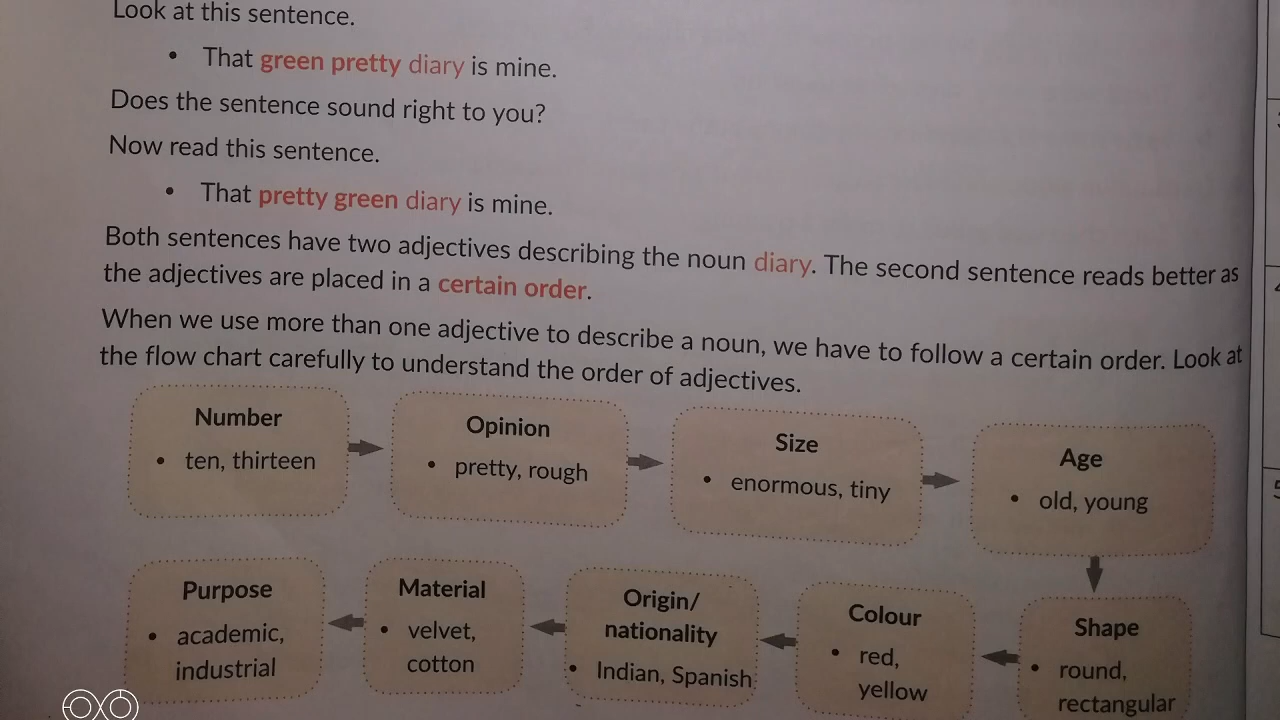 Look at this sentence.
• That green pretty diary is mine.
Does the sentence sound right to you?
Now read this sentence.
• That pretty green diary is mine.
Both sentences have two adjectives describing the noun diary. The second sentence reads better as
the adjectives are placed in a certain order.
When we use more than one adjective to describe a noun, we have to follow a certain order. Look at
the flow chart carefully to understand the order of adjectives.
Number
• ten, thirteen
Opinion
• pretty, rough
Size
• enormous, tiny
Age
• old, young
Shape
• round,
rectangular
Colour
• red,
yellow
Origin/
nationality
• Indian, Spanish
Material
• velvet,
cotton
Purpose
• academic,
industrial